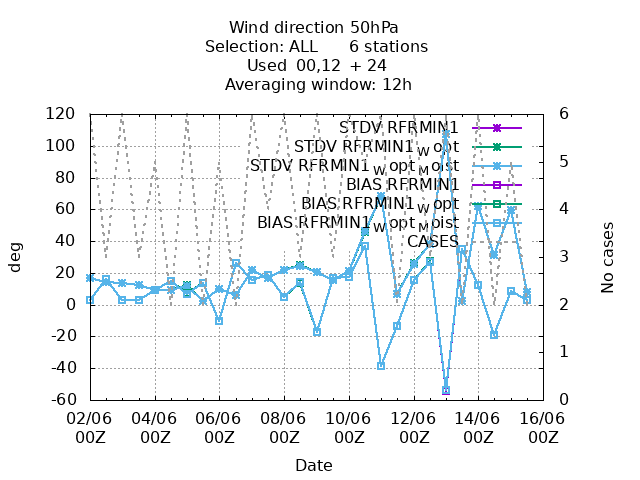 Wind direction 50hPa
Selection: ALL 6 stations
Used 00,12 + 24
Averaging window: 12h
120
100
80
60
40
20
0
-20
-40
-60
deg
6
5
4
3
2
1
0
No cases
STDV RFRMIN1
STDV RFRMIN1 W opt
STDV RFRMIN1 W opt M oist
BIAS RFRMIN1
BIAS RFRMIN1 W opt
BIAS RFRMIN1 W opt M oist
CASES
02/06 04/06 06/06 08/06 10/06 12/06 14/06 16/06
00Z 00Z 00Z 00Z 00Z 00Z 00Z 00Z
Date